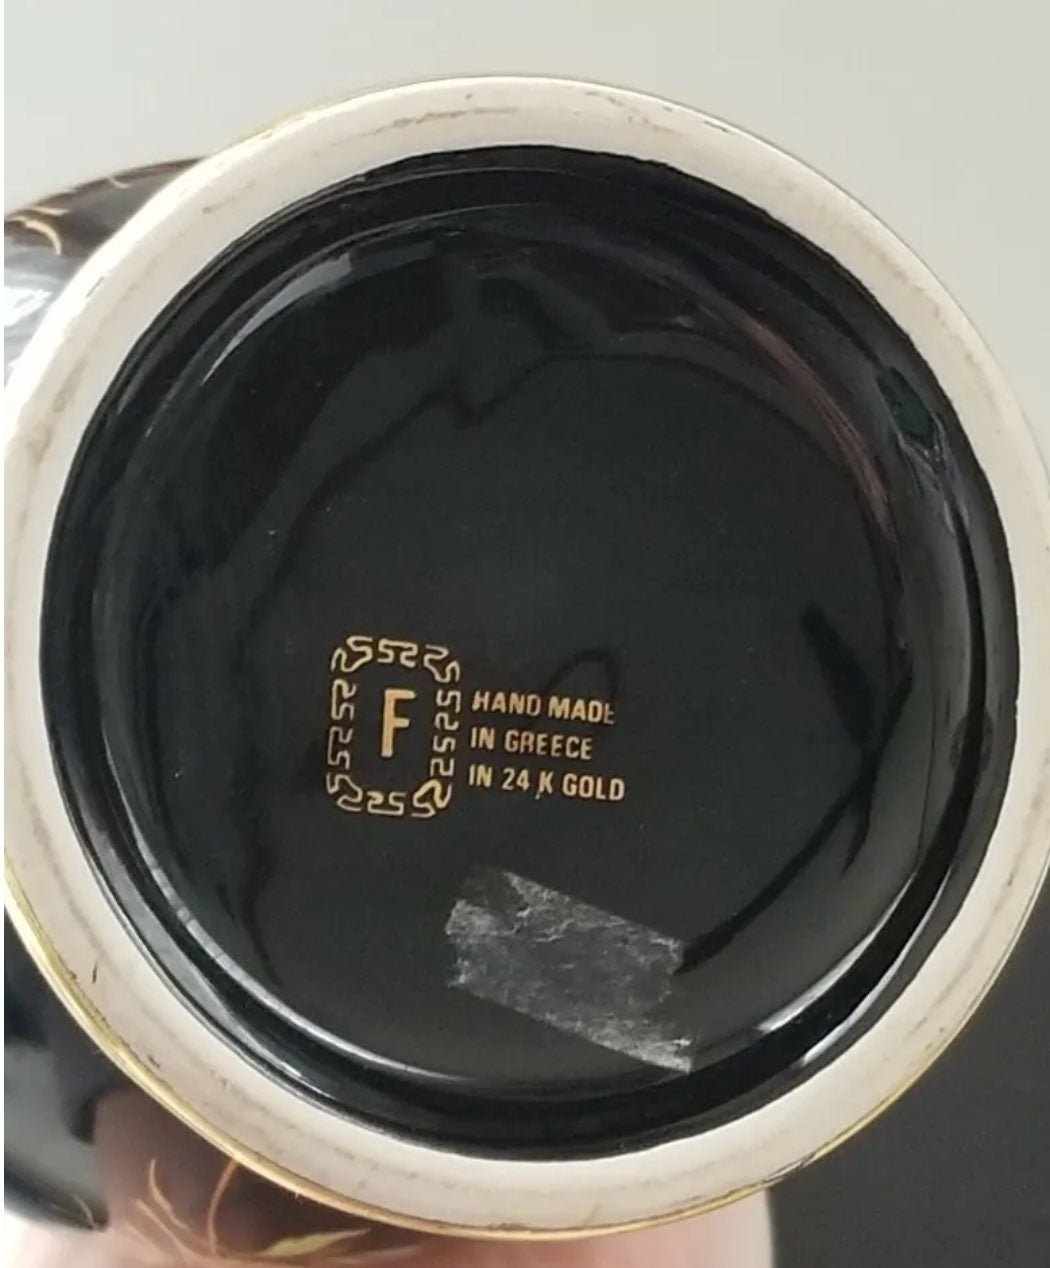 F
HAND MADE
IN GREECE
IN 24 K GOLD